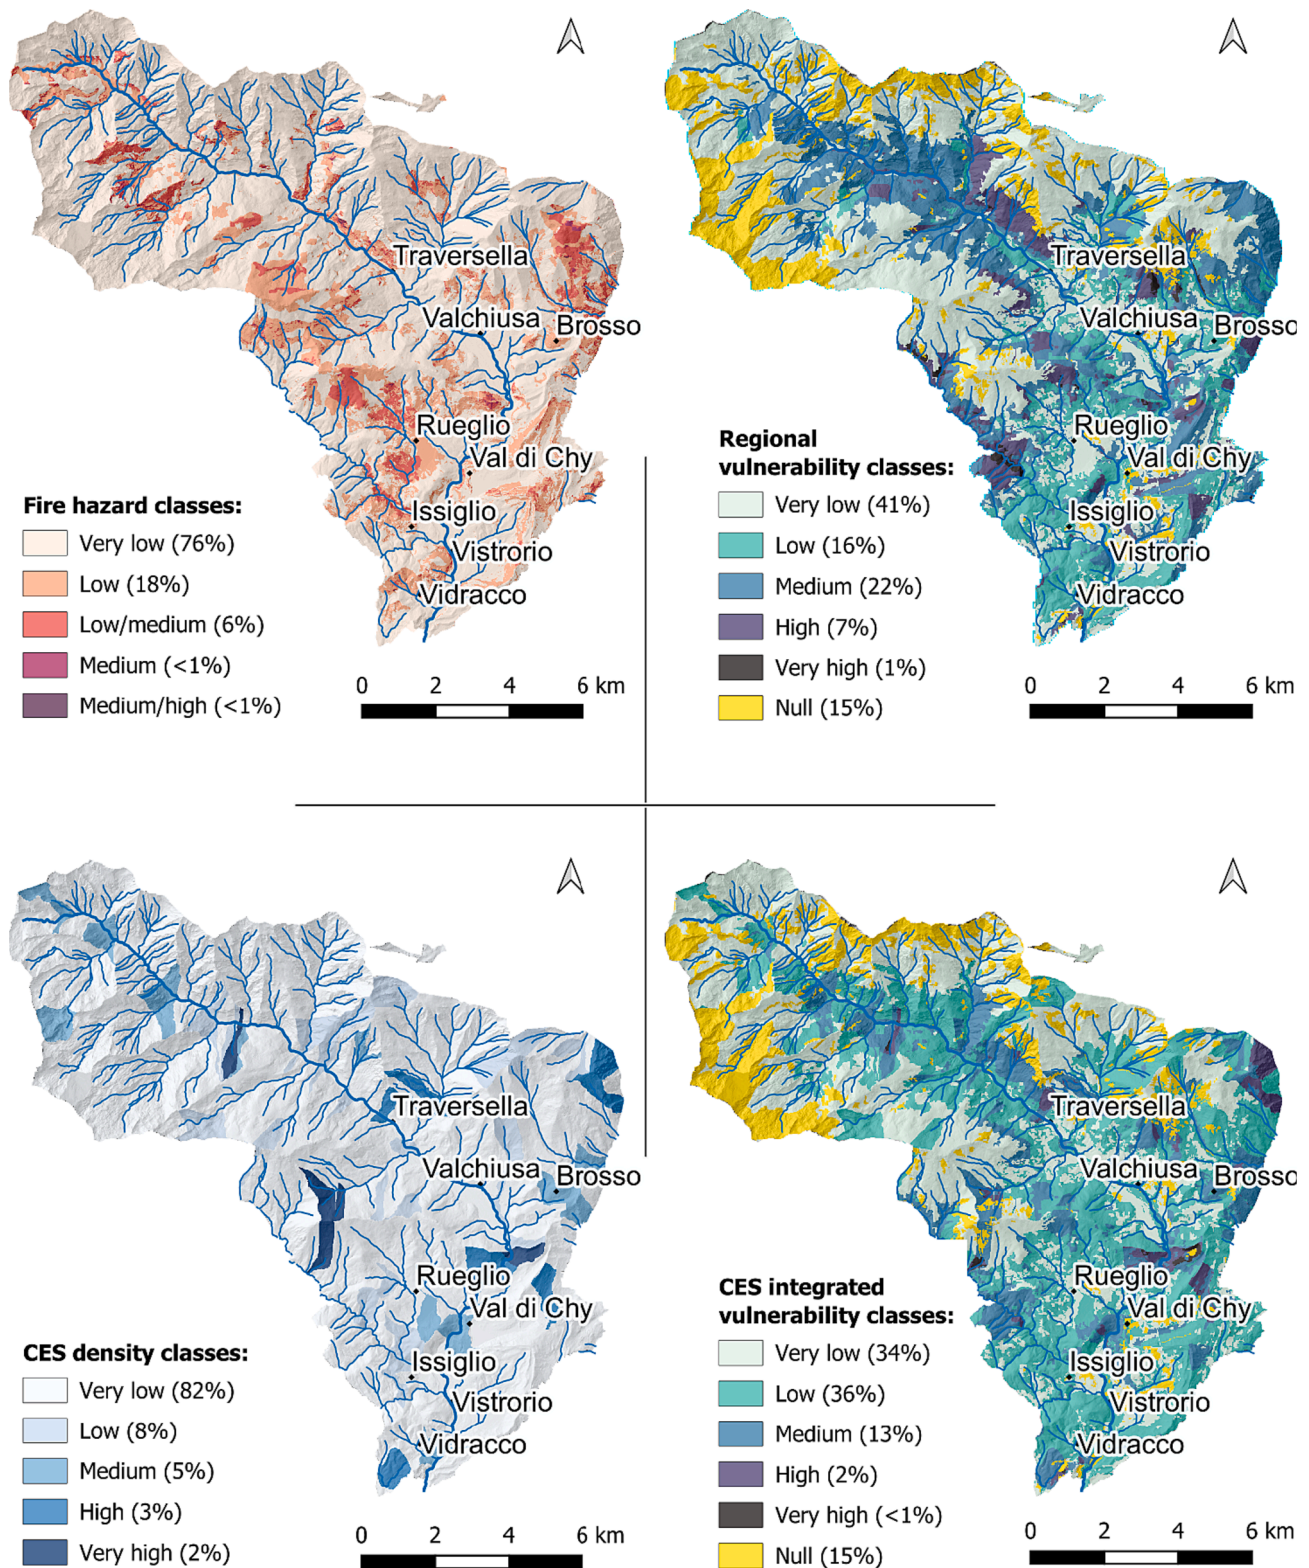 Traversella
Valchiusa
Brosso
Rueglio
Val di Chy
Issiglio
Vistrorio
Vidracco
Fire hazard classes:
Very low (76%)
Low (18%)
Low/medium (6%)
Medium (<1%)
Medium/high (<1%)
0 2 4 6 km
Traversella
Valchiusa
Brosso
Rueglio
Val di Chy
Issiglio
Vistrorio
Vidracco
Regional
vulnerability classes:
Very low (41%)
Low (16%)
Medium (22%)
High (7%)
Very high (1%)
Null (15%)
0 2 4 6 km
Traversella
Valchiusa
Brosso
Rueglio
Val di Chy
Issiglio
Vistrorio
Vidracco
CES density classes:
Very low (82%)
Low (8%)
Medium (5%)
High (3%)
Very high (2%)
0 2 4 6 km
Traversella
Valchiusa
Brosso
Rueglio
Val di Chy
Issiglio
Vistrorio
Vidracco
CES integrated
vulnerability classes:
Very low (34%)
Low (36%)
Medium (13%)
High (2%)
Very high (<1%)
Null (15%)
0 2 4 6 km